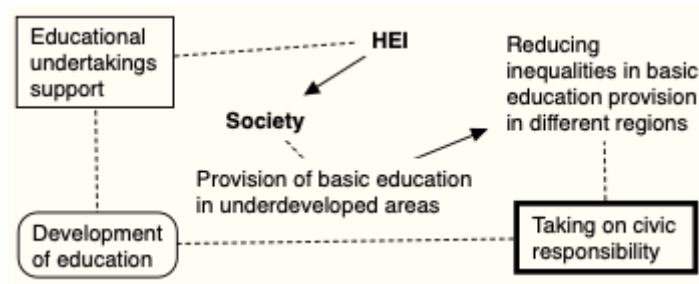 Educational
undertakings
support
HEI
Reducing
inequalities in basic
education provision
in different regions
Society
Provision of basic education
in underdeveloped areas
Development
of education
Taking on civic
responsibility